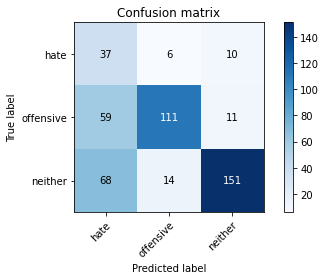 Confusion matrix
True label
hate
offensive
neither
37 6 10
59 111 11
68 14 151
hate
offensive
neither
Predicted label
140
120
100
80
60
40
20